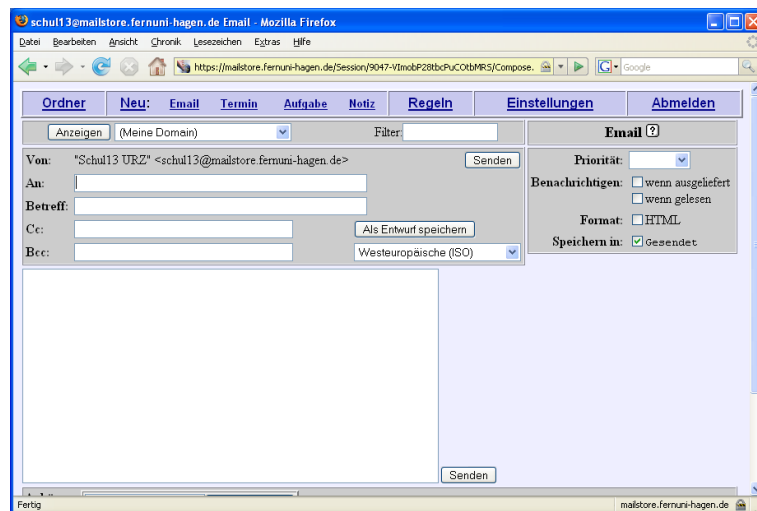 schul13@mailstore.fernuni-hagen.de Email - Mozilla Firefox
Datei Bearbeiten Ansicht Chronik Lesezeichen Extras Hilfe
https://mailstore.fernuni-hagen.de/Session/9047-VImobP28tbcPuCOtbMRS/Compose. G Google
Ordner Neu: Email Termin Aufgabe Notiz Regeln Einstellungen Abmelden
Anzeigen (Meine Domain) Filter: Email ?
Von: "Schul13 URZ" <schul13@mailstore.fernuni-hagen.de> Senden Priorität:
An: Benachrichtigen: wenn ausgeliefert
Betreff: wenn gelesen
Cc: Als Entwurf speichern Format: HTML
Bcc: Westeuropäische (ISO) Speichern in: Gesendet
Senden
Fertig mailstore.fernuni-hagen.de